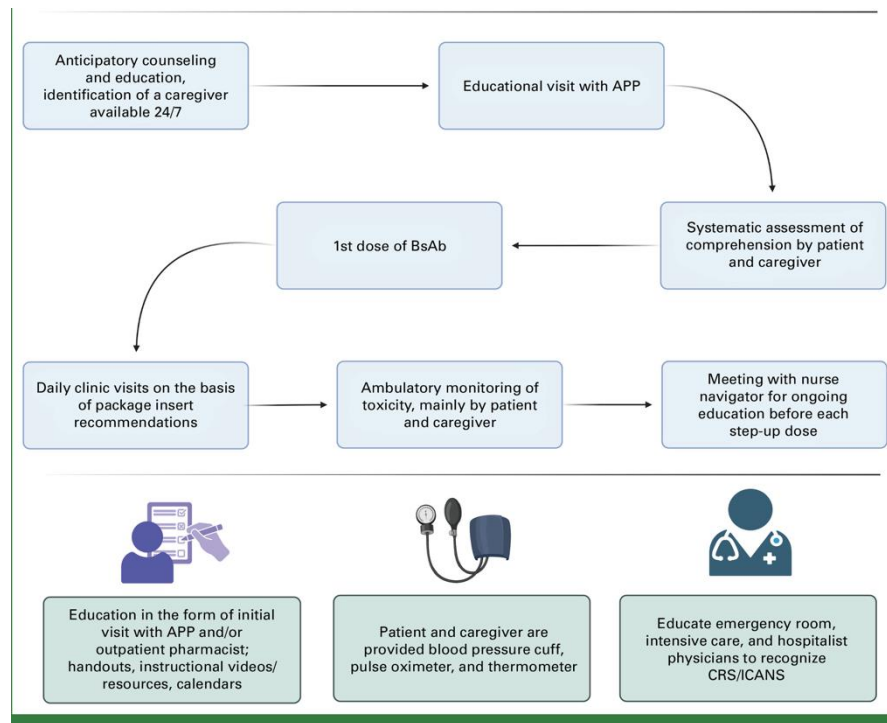 Anticipatory counseling
and education,
identification of a caregiver
available 24/7
Educational visit with APP
Systematic assessment of
comprehension by patient
and caregiver
1st dose of BsAb
Daily clinic visits on the basis
of package insert
recommendations
Ambulatory monitoring of
toxicity, mainly by patient
and caregiver
Meeting with nurse
navigator for ongoing
education before each
step-up dose
Education in the form of initial
visit with APP and/or
outpatient pharmacist;
handouts, instructional videos/
resources, calendars
Patient and caregiver are
provided blood pressure cuff,
pulse oximeter, and thermometer
Educate emergency room,
intensive care, and hospitalist
physicians to recognize
CRS/ICANS